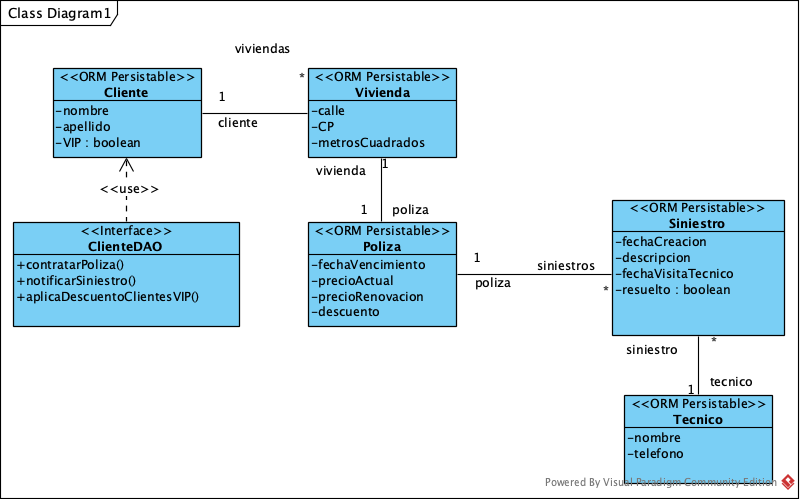 Class Diagram1
viviendas
<<ORM Persistable>>
Cliente
-nombre
-apellido
-VIP : boolean
1
cliente
*
<<ORM Persistable>>
Vivienda
-calle
-CP
-metrosCuadrados
<<use>>
vivienda
1
1
poliza
<<Interface>>
ClienteDAO
+contratarPoliza()
+notificarSiniestro()
+aplicaDescuentoClientesVIP()
<<ORM Persistable>>
Poliza
-fechaVencimiento
-precioActual
-precioRenovacion
-descuento
1
poliza
siniestros
*
<<ORM Persistable>>
Siniestro
-fechaCreacion
-descripcion
-fechaVisitaTecnico
-resuelto : boolean
siniestro
*
1
tecnico
<<ORM Persistable>>
Tecnico
-nombre
-telefono
Powered By Visual Paradigm Community Edition